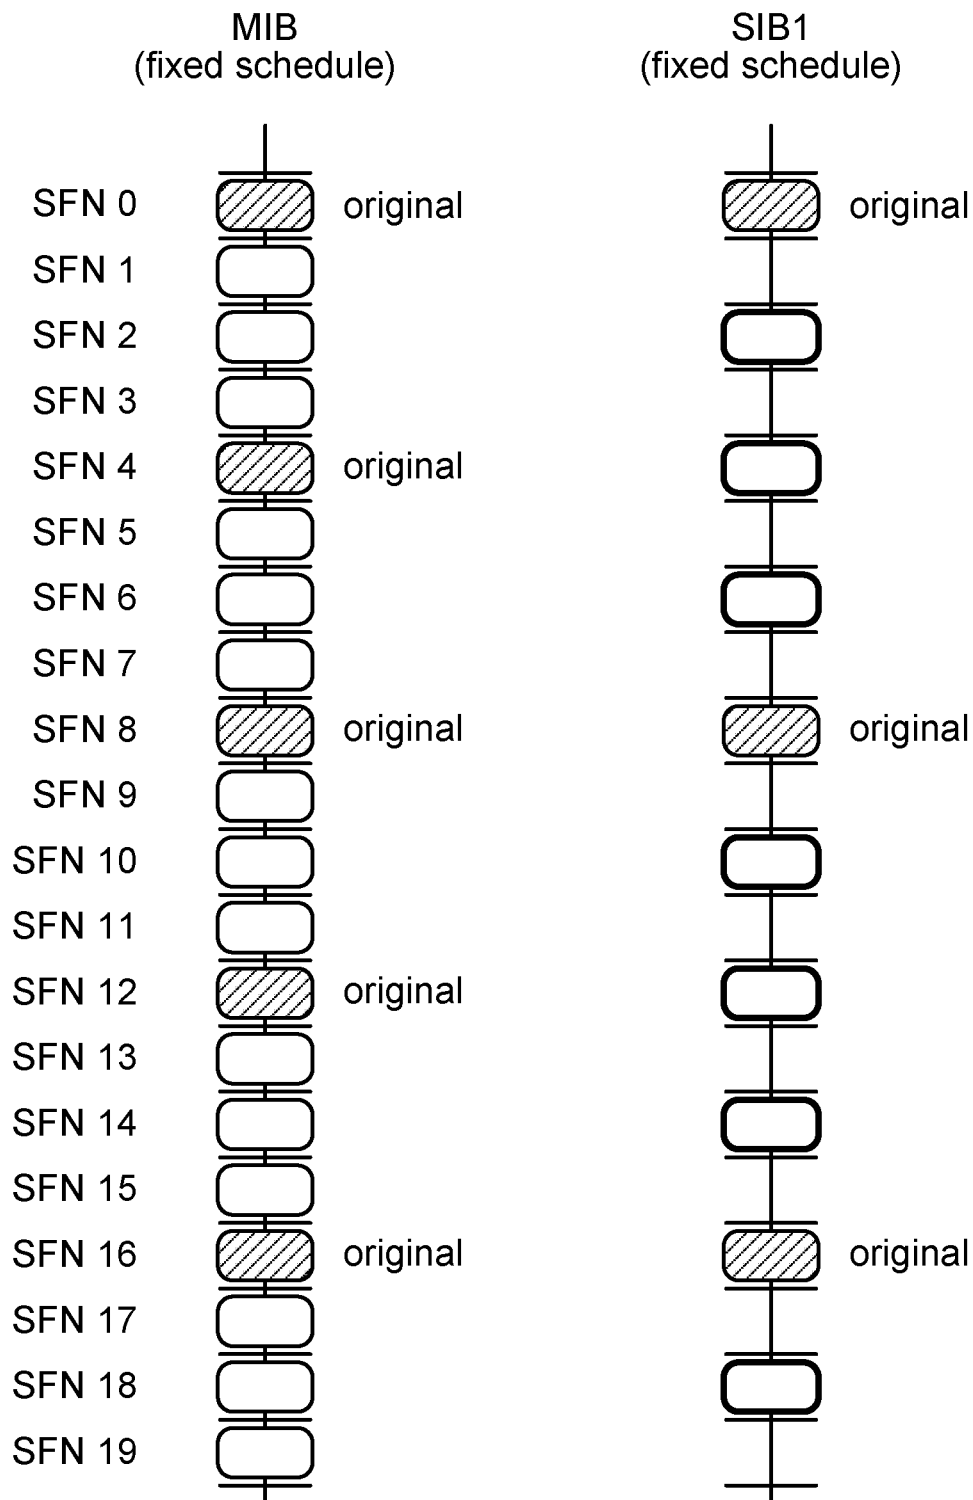 MIB
(fixed schedule)
SIB1
(fixed schedule)
SFN 0 original original
SFN 1
SFN 2
SFN 3
SFN 4 original
SFN 5
SFN 6
SFN 7
SFN 8 original original
SFN 9
SFN 10
SFN 11
SFN 12 original
SFN 13
SFN 14
SFN 15
SFN 16 original original
SFN 17
SFN 18
SFN 19